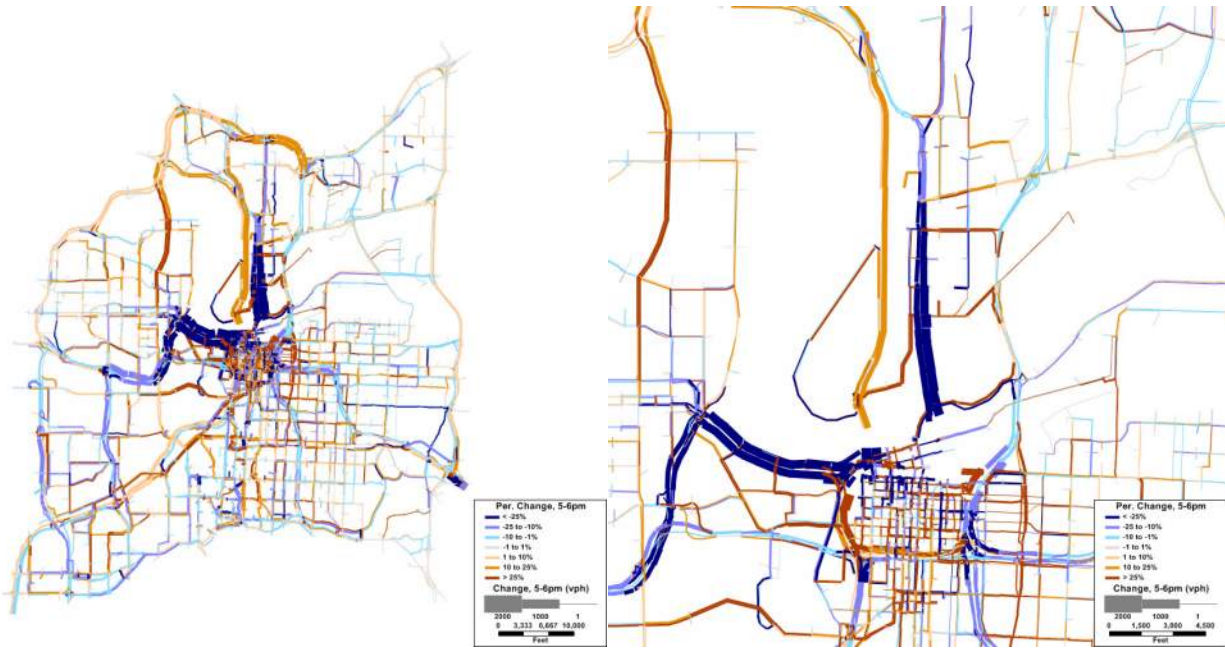 Per. Change, 5-6pm
< -25%
-25 to -10%
-10 to -1%
-1 to 1%
1 to 10%
10 to 25%
> 25%
Change, 5-6pm (vph)
2000 1000 1
0 3,333 6,667 10,000
Feet
Per. Change, 5-6pm
< -25%
-25 to -10%
-10 to -1%
-1 to 1%
1 to 10%
10 to 25%
> 25%
Change, 5-6pm (vph)
2000 1000 1
0 1,500 3,000 4,500
Feet